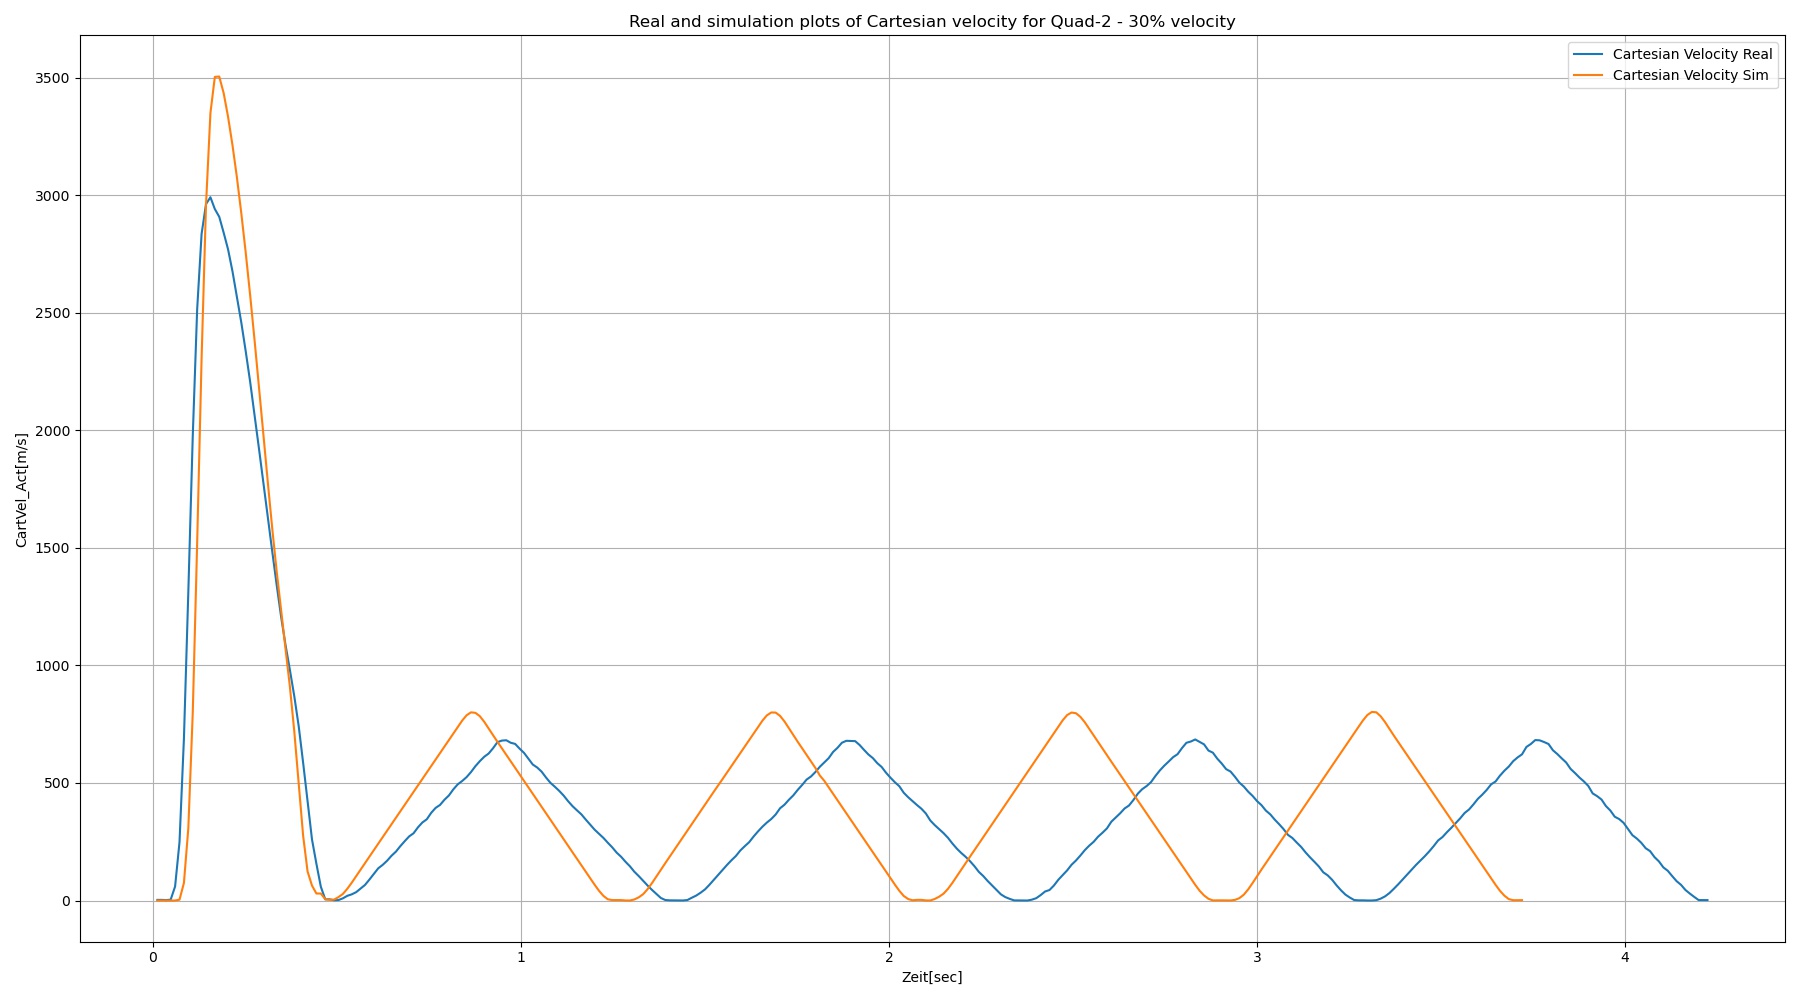 Real and simulation plots of Cartesian velocity for Quad-2 - 30% velocity
Cartesian Velocity Real
Cartesian Velocity Sim
3500
3000
2500
2000
1500
1000
500
0
CartVel_Act[m/s]
0
1
2
3
4
Zeit[sec]